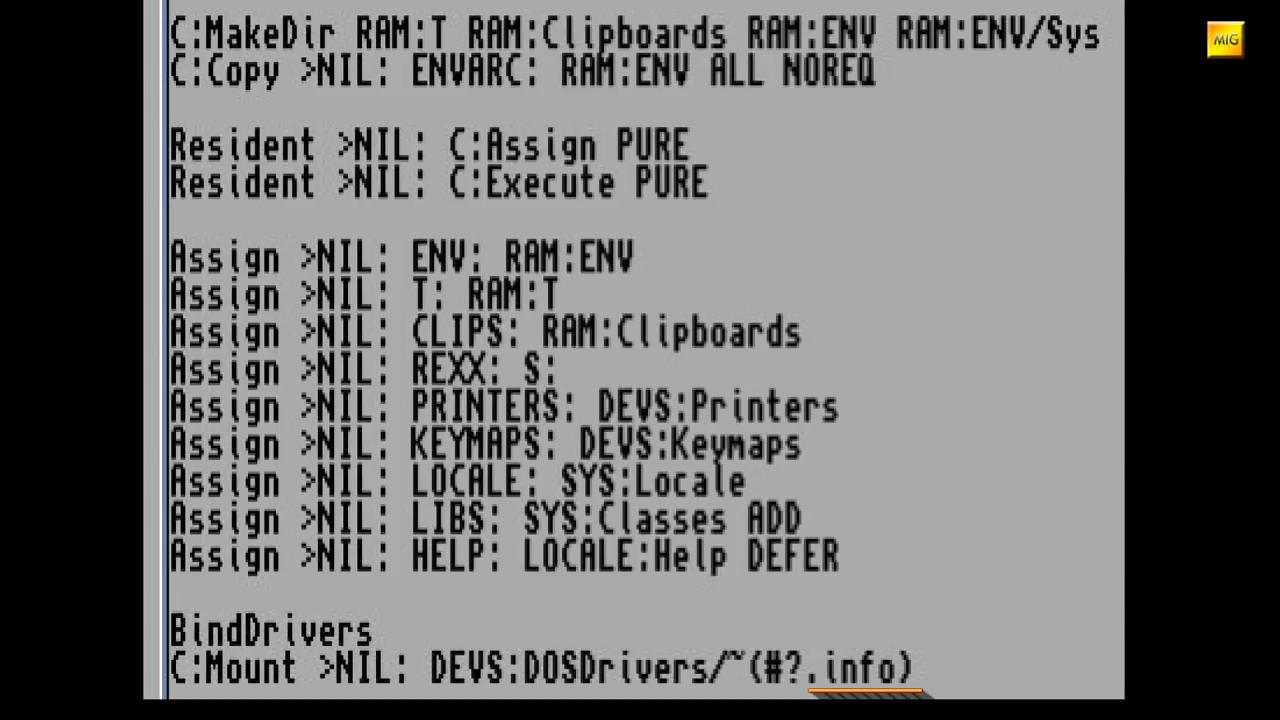 C:MakeDir RAM:T RAM:Clipboards RAM:ENV RAM:ENV/Sys
C:Copy >NIL: ENVARC: RAM:ENV ALL NOREQ
Resident >NIL: C:Assign PURE
Resident >NIL: C:Execute PURE
Assign >NIL: ENV: RAM:ENV
Assign >NIL: T: RAM:T
Assign >NIL: CLIPS: RAM:Clipboards
Assign >NIL: REXX: S:
Assign >NIL: PRINTERS: DEVS:Printers
Assign >NIL: KEYMAPS: DEVS:Keymaps
Assign >NIL: LOCALE: SYS:Locale
Assign >NIL: LIBS: SYS:Classes ADD
Assign >NIL: HELP: LOCALE:Help DEFER
BindDrivers
C:Mount >NIL: DEVS:DOSDrivers/~(#?.info)
MIG